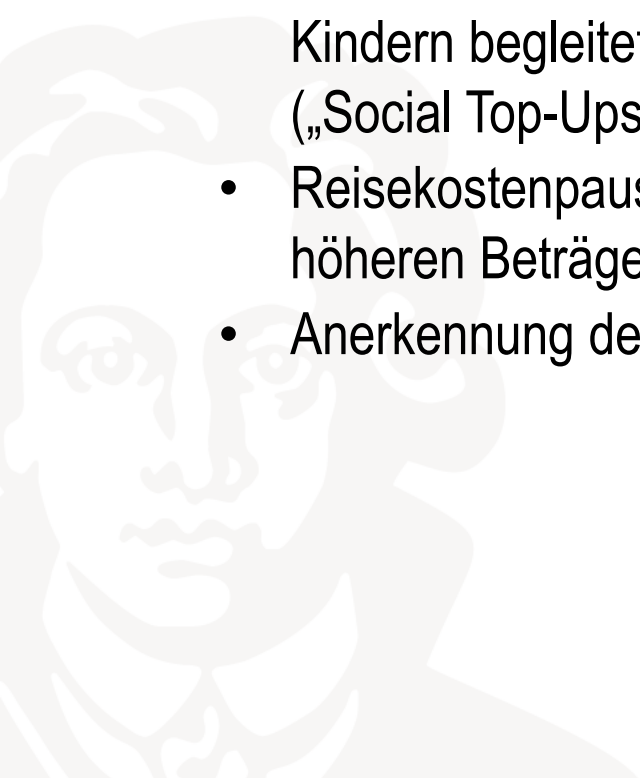 Kindern begleitet
(„Social Top-Ups
• Reisekostenpaus
höheren Beträge
• Anerkennung de